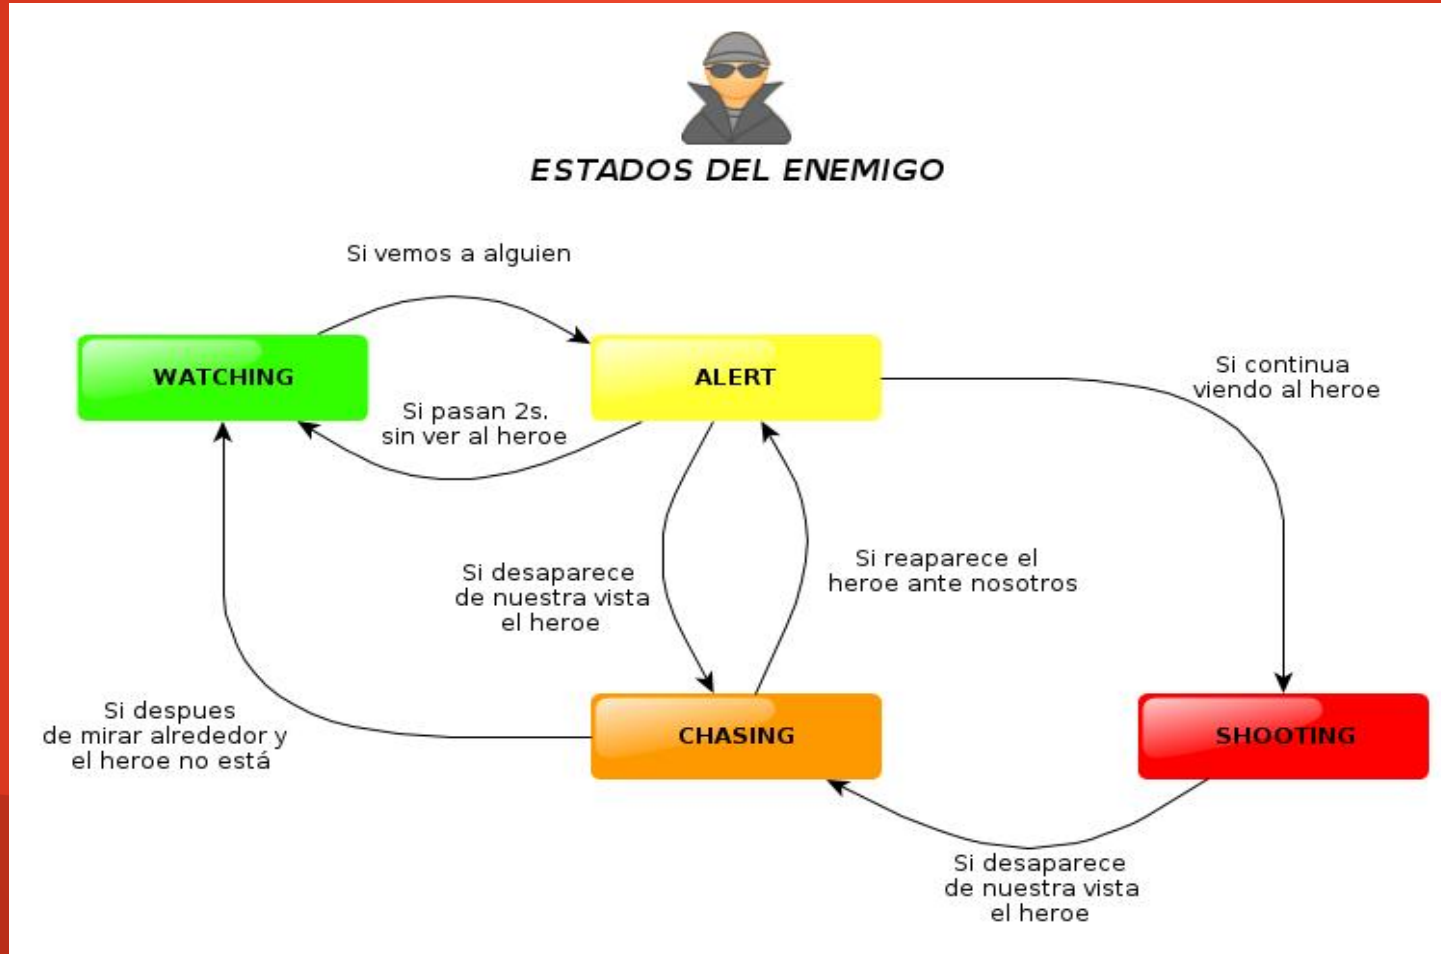 ESTADOS DEL ENEMIGO
Si vemos a alguien
WATCHING
ALERT
Si continua
viendo al heroe
Si pasan 2s.
sin ver al heroe
Si desaparece
de nuestra vista
el heroe
Si reaparece el
heroe ante nosotros
Si despues
de mirar alrededor y
el heroe no está
CHASING
SHOOTING
Si desaparece
de nuestra vista
el heroe